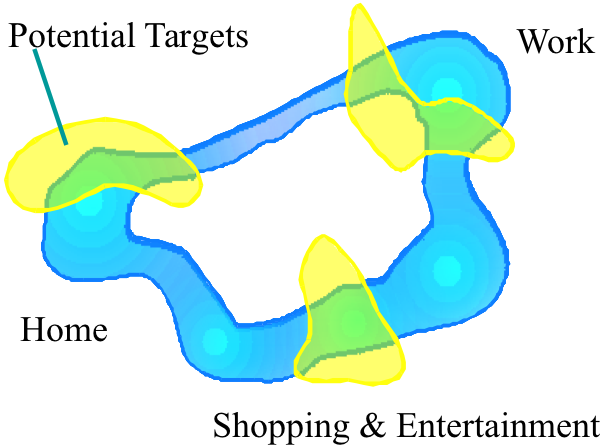 Potential Targets
Work
Home
Shopping & Entertainment